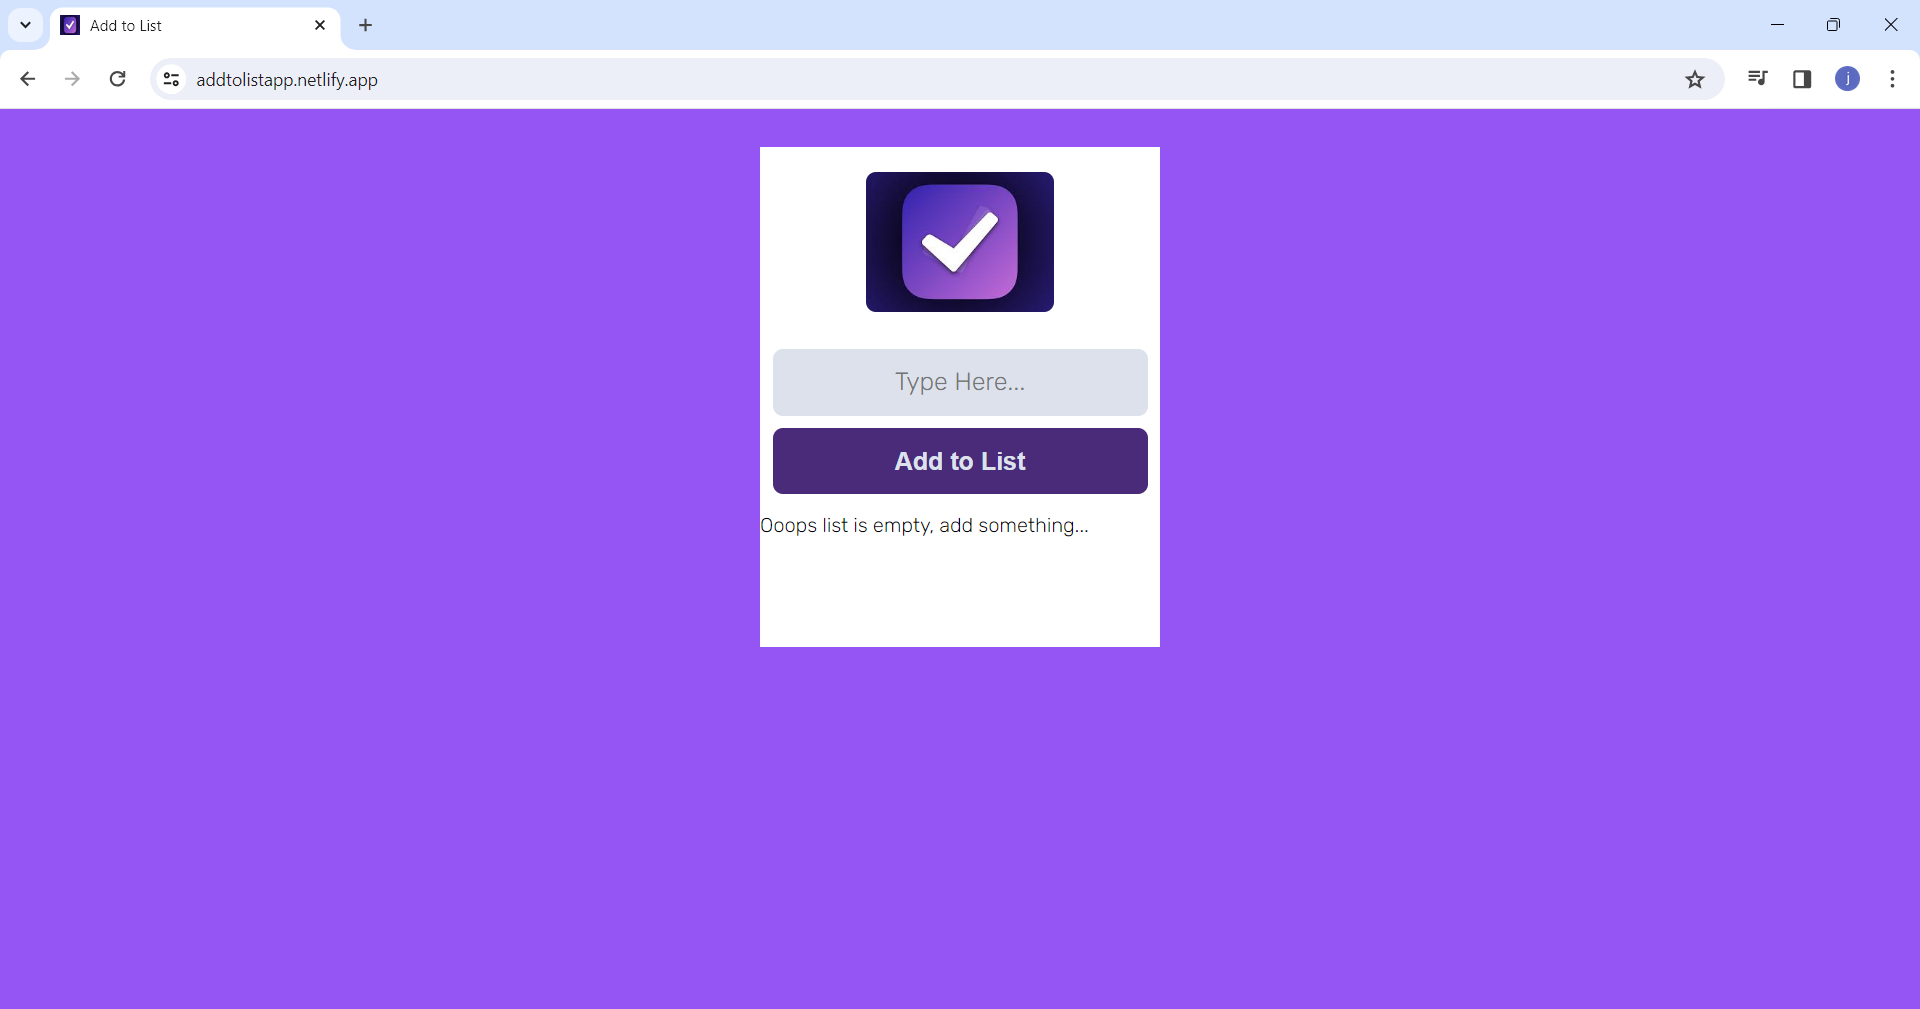 Add to List
addtolistapp.netlify.app
j
Type Here...
Add to List
Ooops list is empty, add something...